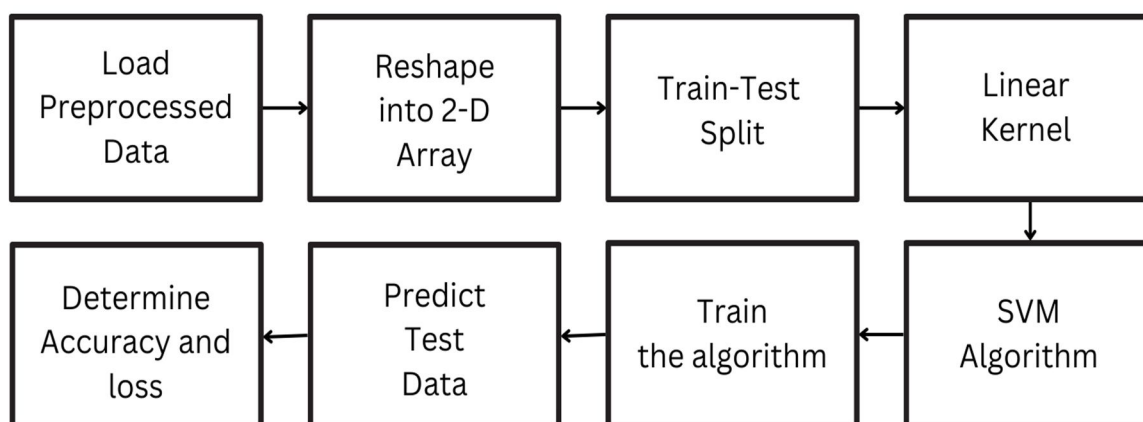 Load
Preprocessed
Data
Reshape
into 2-D
Array
Train-Test
Split
Linear
Kernel
SVM
Algorithm
Train
the algorithm
Predict
Test
Data
Determine
Accuracy and
loss